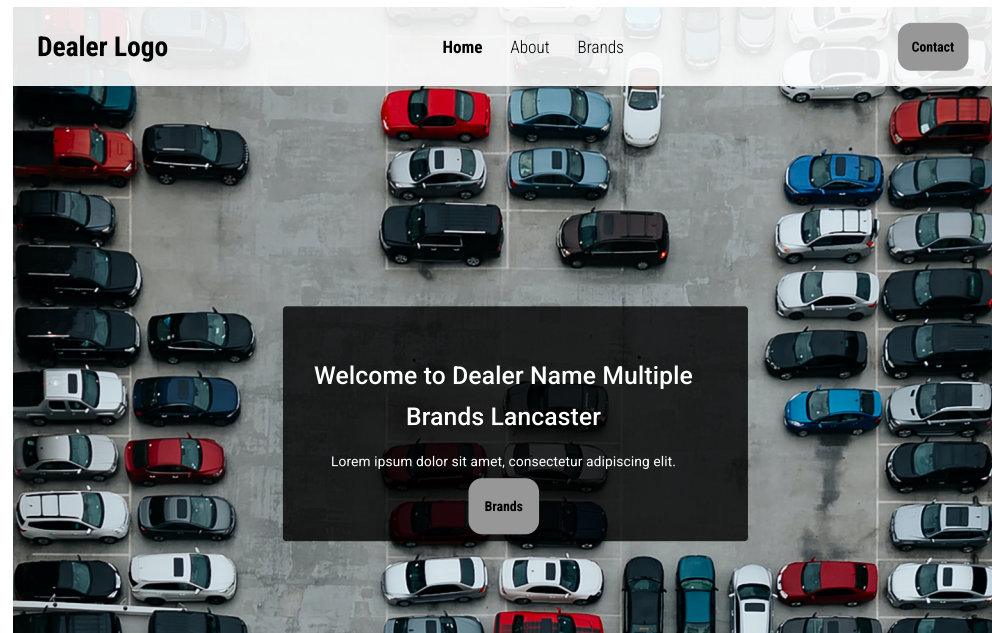 Dealer Logo
Home About Brands
Contact
Welcome to Dealer Name Multiple
Brands Lancaster
Lorem ipsum dolor sit amet, consectetur adipiscing elit.
Brands